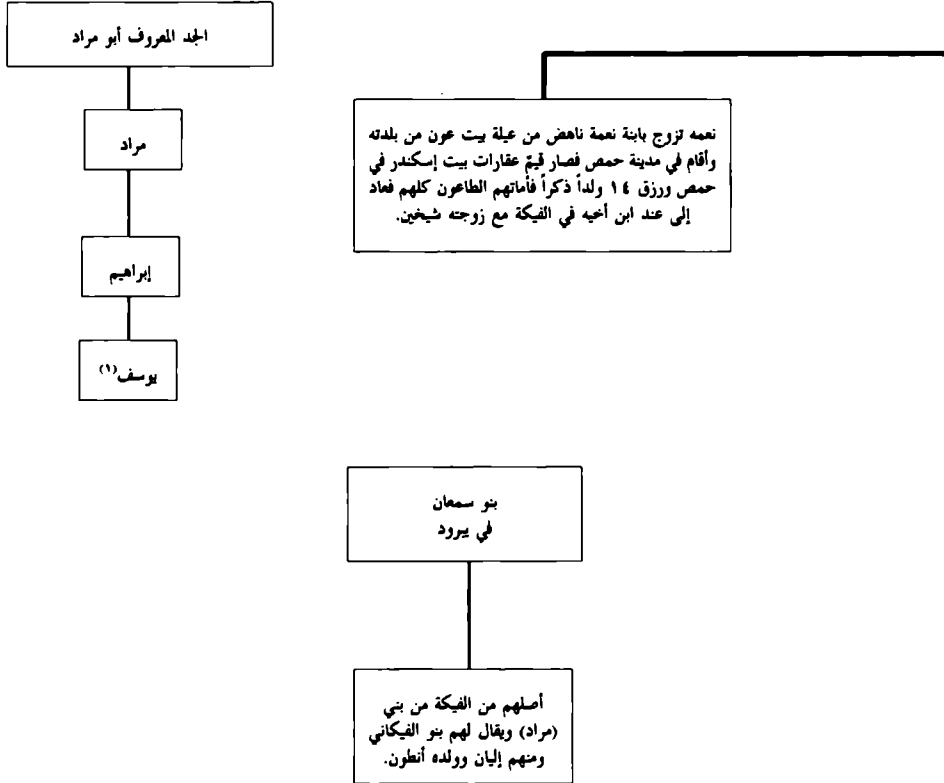 الجد المعروف أبو مراد
مراد
إبراهيم
يوسف(١)
نعمه تزوج بابنة نعمة ناهض من عيلة بيت عون من بلدته
وأقام في مدينة حمص فصار قيمّ عقارات بيت إسكندر في
حمص ورزق ١٤ ولداً ذكراً فأماتهم الطاعون كلهم فعاد
إلى عند ابن أخيه في الفيكة مع زوجته شيخين.
بنو سمعان
في يبرود
أصلهم من الفيكة من بني
(مراد) ويقال لهم بنو الفيكاني
ومنهم إليان وولده أنطون.